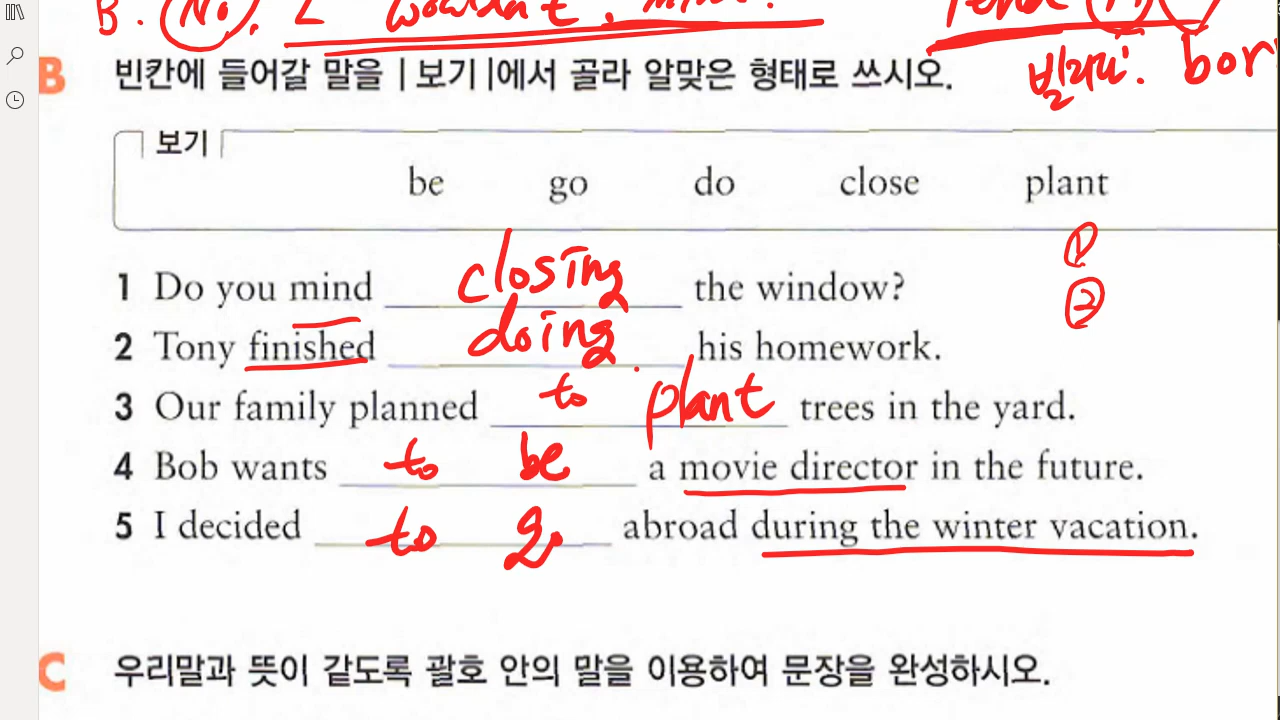 B. No, I wouldn't. mind.
B 빈칸에 들어갈 말을 | 보기 |에서 골라 알맞은 형태로 쓰시오. 빌려주다.
보기
be go do close plant
①
1 Do you mind closing the window?
②
2 Tony finished doing his homework.
3 Our family planned to plant trees in the yard.
4 Bob wants to be a movie director in the future.
5 I decided to go abroad during the winter vacation.
C 우리말과 뜻이 같도록 괄호 안의 말을 이용하여 문장을 완성하시오.